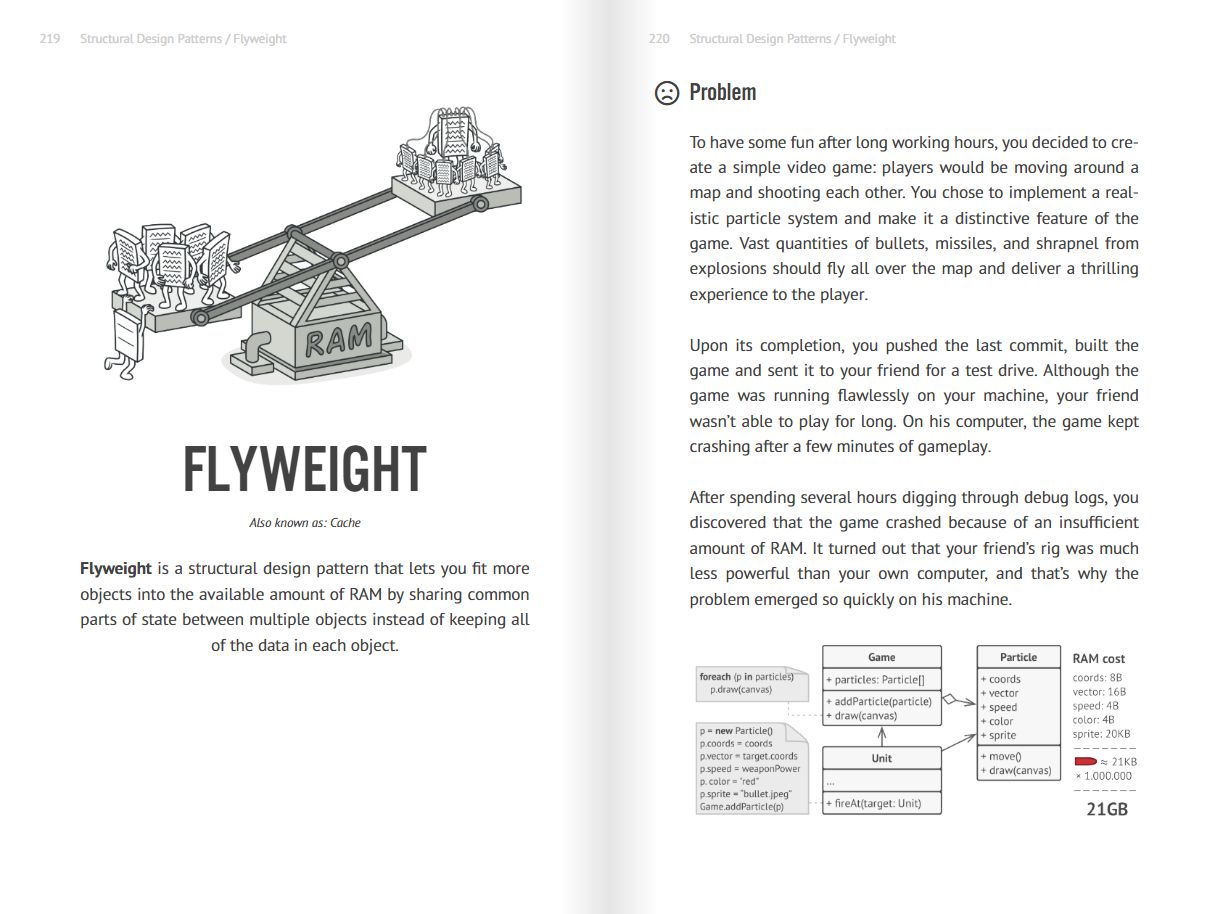 219 Structural Design Patterns / Flyweight
RAM
FLYWEIGHT
Also known as: Cache
Flyweight is a structural design pattern that lets you fit more
objects into the available amount of RAM by sharing common
parts of state between multiple objects instead of keeping all
of the data in each object.
220 Structural Design Patterns / Flyweight
Problem
To have some fun after long working hours, you decided to cre-
ate a simple video game: players would be moving around a
map and shooting each other. You chose to implement a real-
istic particle system and make it a distinctive feature of the
game. Vast quantities of bullets, missiles, and shrapnel from
explosions should fly all over the map and deliver a thrilling
experience to the player.
Upon its completion, you pushed the last commit, built the
game and sent it to your friend for a test drive. Although the
game was running flawlessly on your machine, your friend
wasn’t able to play for long. On his computer, the game kept
crashing after a few minutes of gameplay.
After spending several hours digging through debug logs, you
discovered that the game crashed because of an insufficient
amount of RAM. It turned out that your friend’s rig was much
less powerful than your own computer, and that’s why the
problem emerged so quickly on his machine.
foreach (p in particles)
p.draw(canvas)
p = new Particle()
p.coords = coords
p.vector = target.coords
p.speed = weaponPower
p. color = "red"
p.sprite = "bullet.jpeg"
Game.addParticle(p)
Game
+ particles: Particle[]
+ addParticle(particle)
+ draw(canvas)
Unit
...
+ fireAt(target: Unit)
Particle
+ coords
+ vector
+ speed
+ color
+ sprite
+ move()
+ draw(canvas)
RAM cost
coords: 8B
vector: 16B
speed: 4B
color: 4B
sprite: 20KB
≈ 21KB
× 1.000.000
21GB